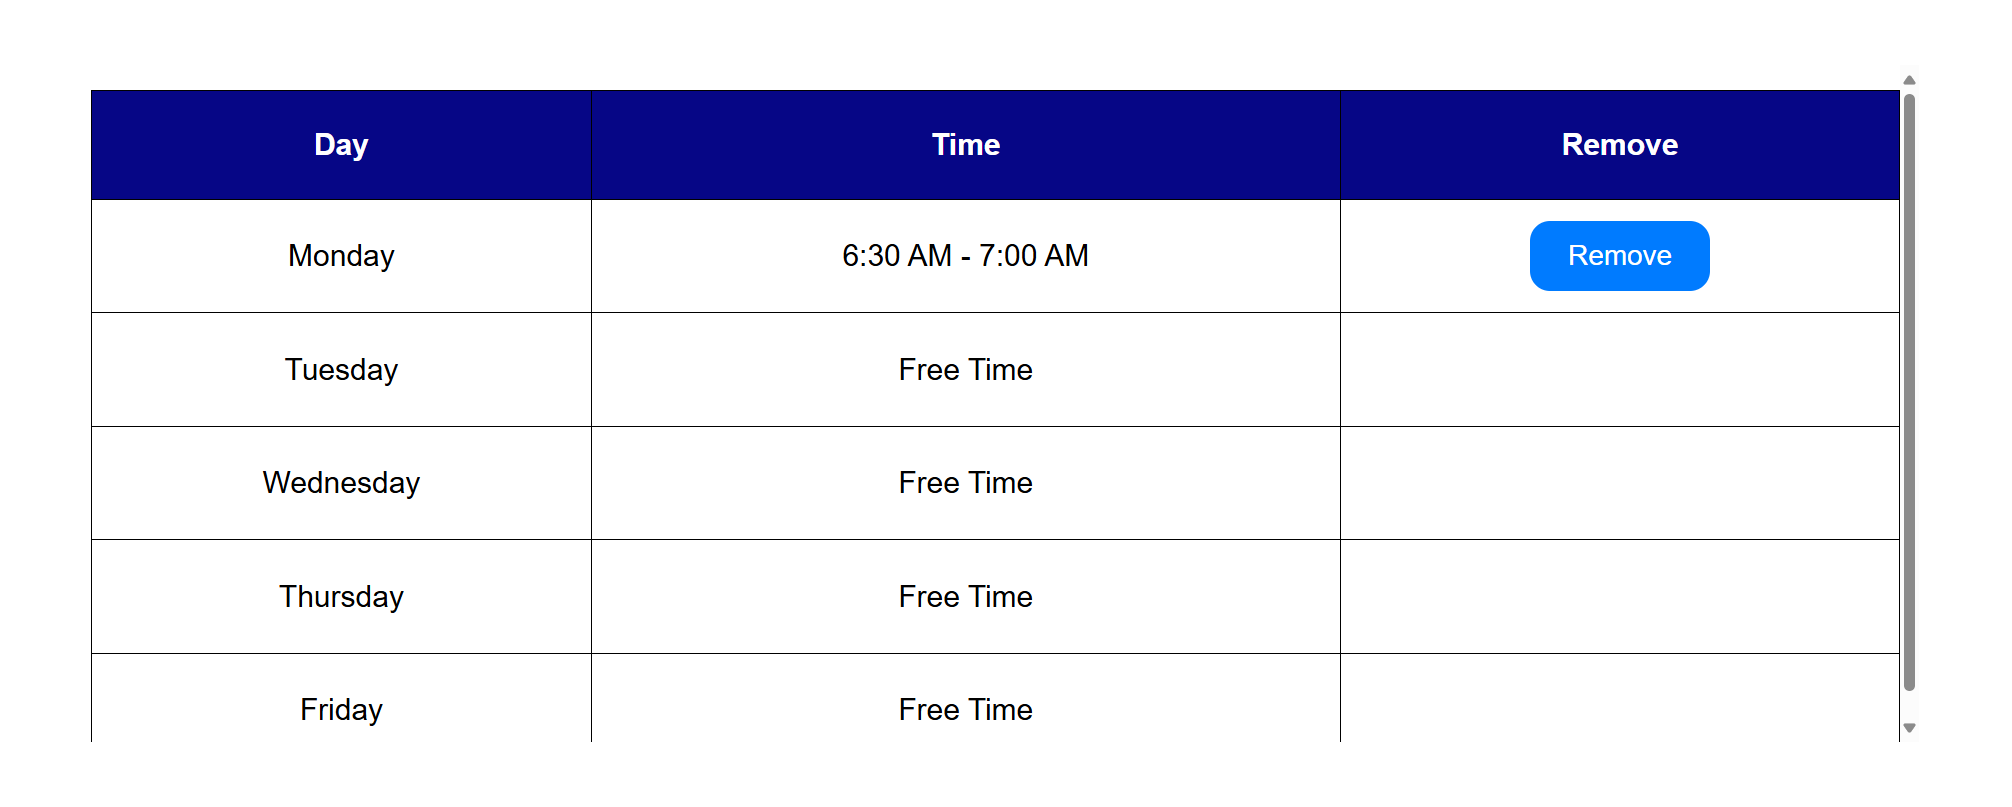 Day Time Remove
Monday 6:30 AM - 7:00 AM Remove
Tuesday Free Time
Wednesday Free Time
Thursday Free Time
Friday Free Time